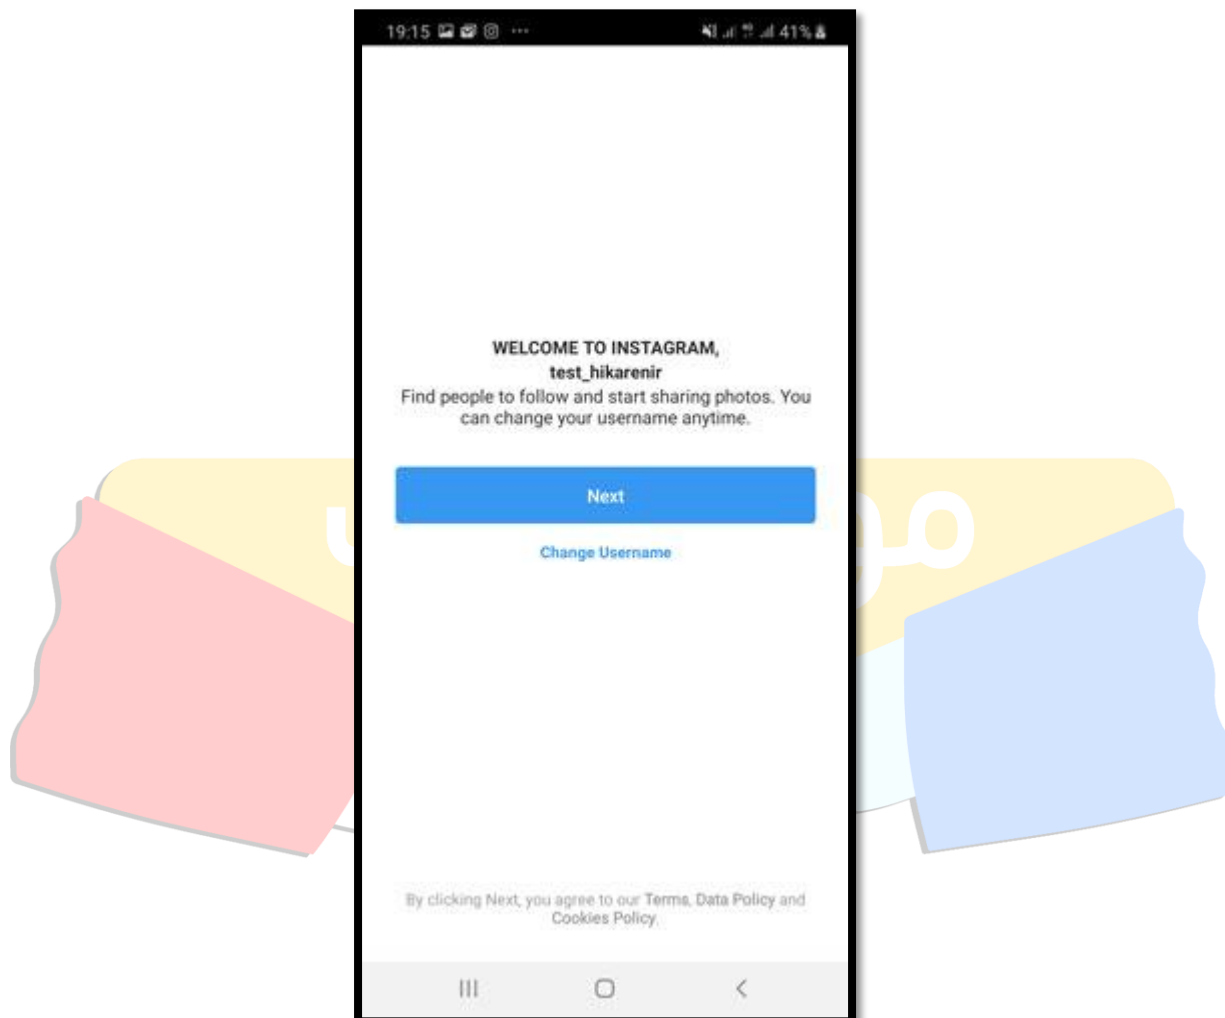 19:15
41%
WELCOME TO INSTAGRAM,
test_hikarenir
Find people to follow and start sharing photos. You
can change your username anytime.
Next
Change Username
By clicking Next, you agree to our Terms, Data Policy and
Cookies Policy.